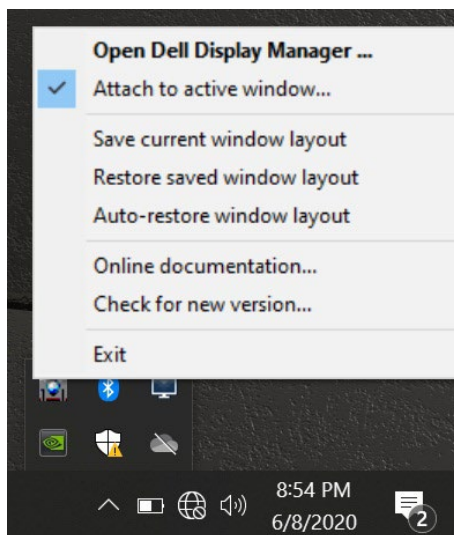 Open Dell Display Manager ...
Attach to active window...
Save current window layout
Restore saved window layout
Auto-restore window layout
Online documentation...
Check for new version...
Exit
8:54 PM
6/8/2020
2